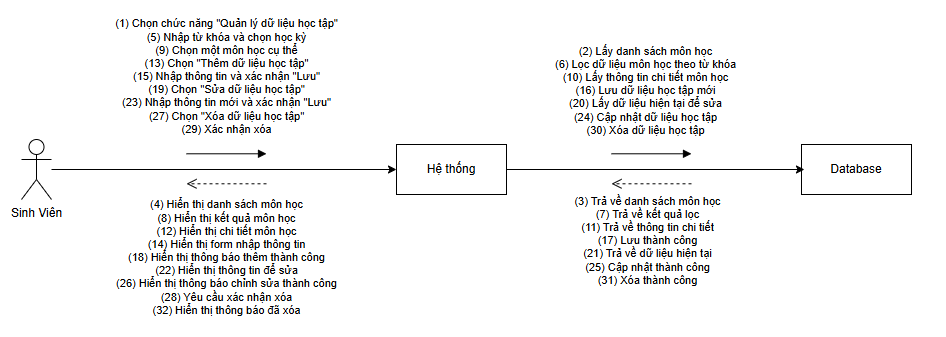 (1) Chọn chức năng "Quản lý dữ liệu học tập"
(5) Nhập từ khóa và chọn học kỳ
(9) Chọn một môn học cụ thể
(13) Chọn "Thêm dữ liệu học tập"
(15) Nhập thông tin và xác nhận "Lưu"
(19) Chọn "Sửa dữ liệu học tập"
(23) Nhập thông tin mới và xác nhận "Lưu"
(27) Chọn "Xóa dữ liệu học tập"
(29) Xác nhận xóa
(2) Lấy danh sách môn học
(6) Lọc dữ liệu môn học theo từ khóa
(10) Lấy thông tin chi tiết môn học
(16) Lưu dữ liệu học tập mới
(20) Lấy dữ liệu hiện tại để sửa
(24) Cập nhật dữ liệu học tập
(30) Xóa dữ liệu học tập
Sinh Viên
Hệ thống
Database
(4) Hiển thị danh sách môn học
(8) Hiển thị kết quả môn học
(12) Hiển thị chi tiết môn học
(14) Hiển thị form nhập thông tin
(18) Hiển thị thông báo thêm thành công
(22) Hiển thị thông tin để sửa
(26) Hiển thị thông báo chỉnh sửa thành công
(28) Yêu cầu xác nhận xóa
(32) Hiển thị thông báo đã xóa
(3) Trả về danh sách môn học
(7) Trả về kết quả lọc
(11) Trả về thông tin chi tiết
(17) Lưu thành công
(21) Trả về dữ liệu hiện tại
(25) Cập nhật thành công
(31) Xóa thành công